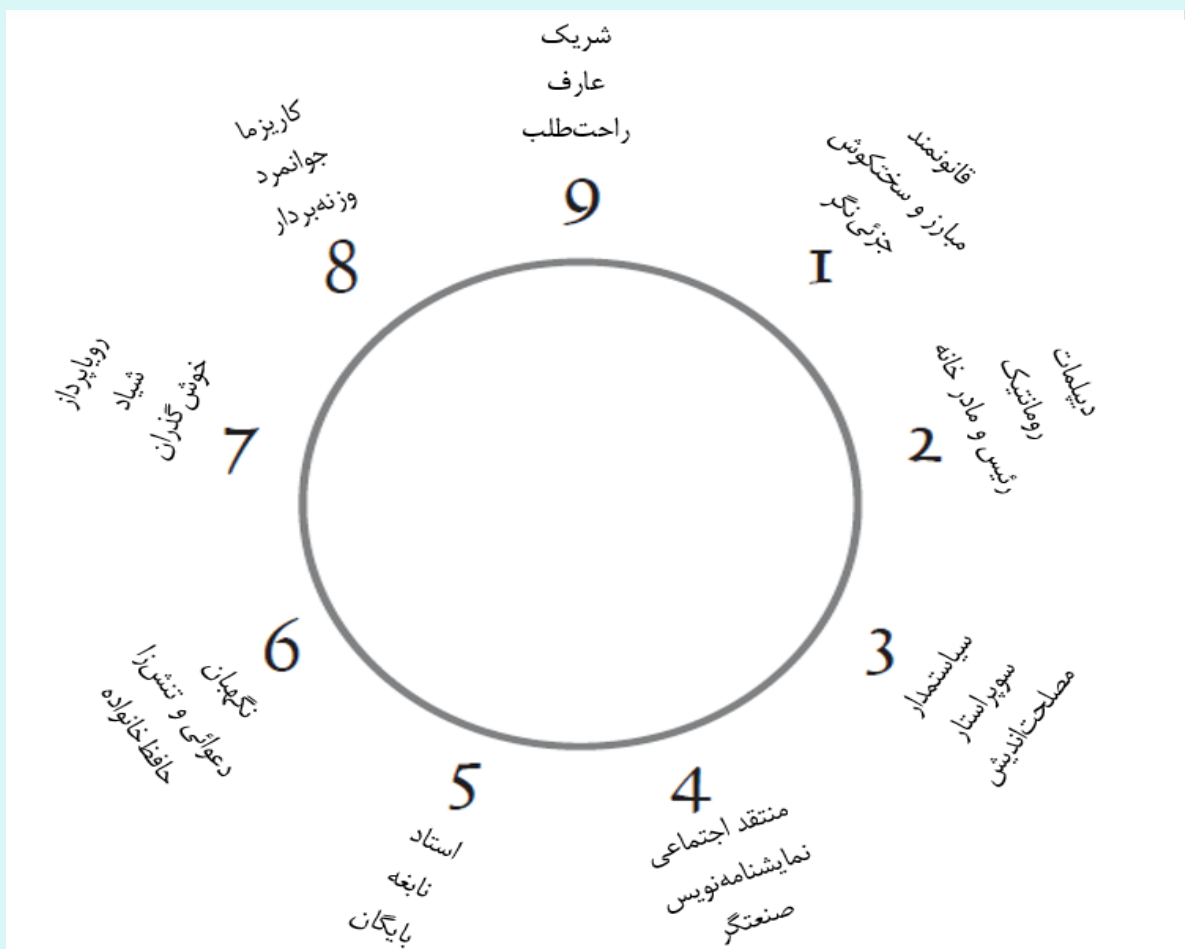 شریک
عارف
راحت‌طلب
9
قانونمند
مبارز و سختکوش
جزئی‌نگر
1
دیپلمات
رومانتیک
رئیس و مادر خانه
2
سیاستمدار
سوپراستار
مصلحت‌اندیش
3
4
منتقد اجتماعی
نمایشنامه‌نویس
صنعتگر
5
استاد
نابغه
بایگان
6
نگهبان
دعوائی و تنش‌زا
حافظ خانواده
رویاپرداز
شیاد
خوش‌گذران
7
کاریزما
جوانمرد
وزنه‌بردار
8